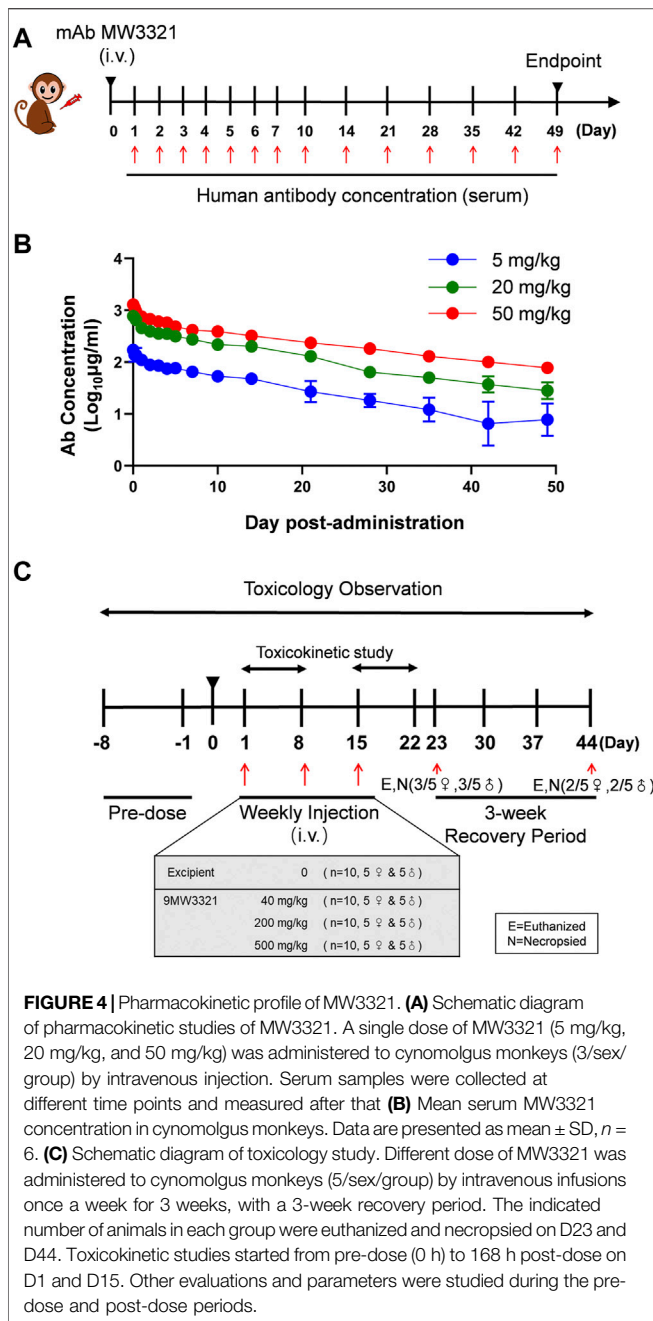 A
mAb MW3321
(i.v.)
Endpoint
0 1 2 3 4 5 6 7 10 14 21 28 35 42 49 (Day)
Human antibody concentration (serum)
B
Ab Concentration
(Log₁₀μg/ml)
4
3
2
1
0
5 mg/kg
20 mg/kg
50 mg/kg
0 10 20 30 40 50
Day post-administration
C
Toxicology Observation
Toxicokinetic study
-8 -1 0 1 8 15 22 23 30 37 44 (Day)
E,N(3/5♀,3/5♂) E,N(2/5♀,2/5♂)
Pre-dose
Weekly Injection
(i.v.)
3-week
Recovery Period
Excipient 0 (n=10, 5 ♀ & 5♂)
9MW3321 40 mg/kg (n=10, 5 ♀ & 5♂)
200 mg/kg (n=10, 5 ♀ & 5♂)
500 mg/kg (n=10, 5 ♀ & 5♂)
E=Euthanized
N=Necropsied
FIGURE 4 | Pharmacokinetic profile of MW3321. (A) Schematic diagram
of pharmacokinetic studies of MW3321. A single dose of MW3321 (5 mg/kg,
20 mg/kg, and 50 mg/kg) was administered to cynomolgus monkeys (3/sex/
group) by intravenous injection. Serum samples were collected at
different time points and measured after that (B) Mean serum MW3321
concentration in cynomolgus monkeys. Data are presented as mean ± SD, n =
6. (C) Schematic diagram of toxicology study. Different dose of MW3321 was
administered to cynomolgus monkeys (5/sex/group) by intravenous infusions
once a week for 3 weeks, with a 3-week recovery period. The indicated
number of animals in each group were euthanized and necropsied on D23 and
D44. Toxicokinetic studies started from pre-dose (0 h) to 168 h post-dose on
D1 and D15. Other evaluations and parameters were studied during the pre-
dose and post-dose periods.